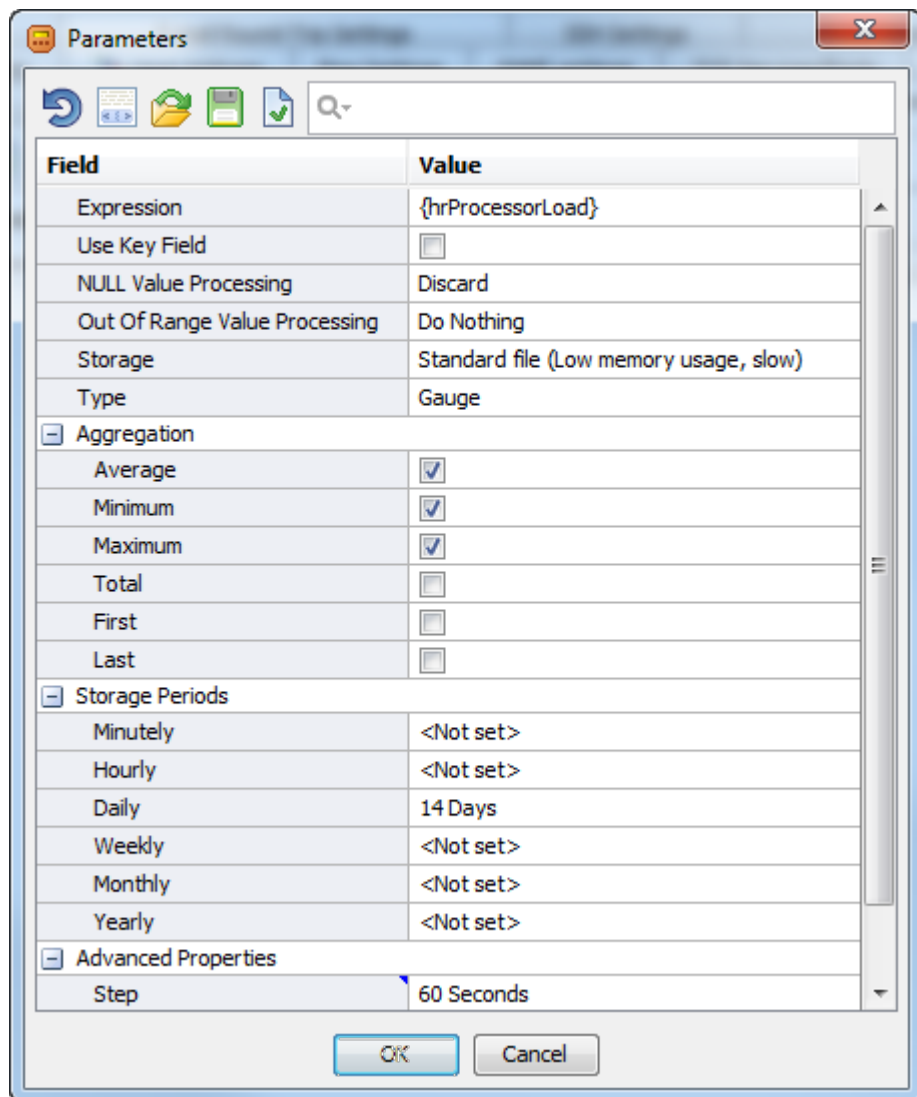 Parameters
Field Value
Expression {hrProcessorLoad}
Use Key Field
NULL Value Processing Discard
Out Of Range Value Processing Do Nothing
Storage Standard file (Low memory usage, slow)
Type Gauge
Aggregation
Average
Minimum
Maximum
Total
First
Last
Storage Periods
Minutely <Not set>
Hourly <Not set>
Daily 14 Days
Weekly <Not set>
Monthly <Not set>
Yearly <Not set>
Advanced Properties
Step 60 Seconds
OK Cancel